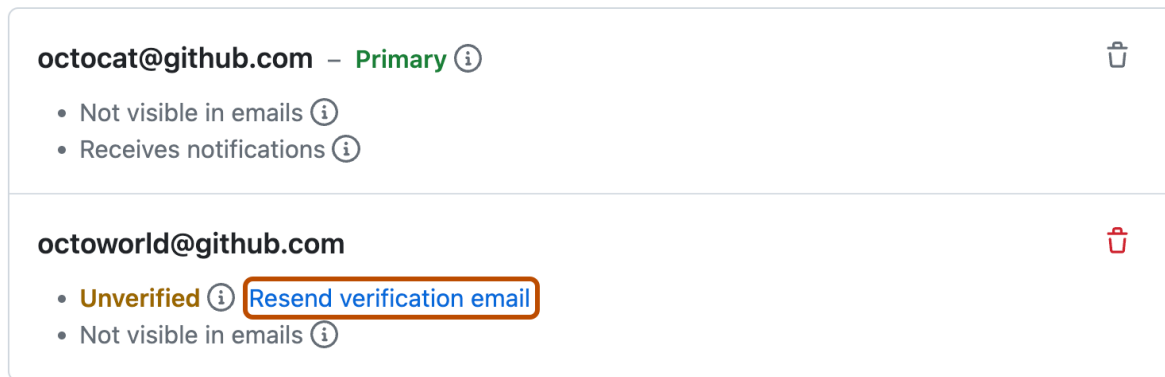 octocat@github.com – Primary
• Not visible in emails
• Receives notifications
octoworld@github.com
• Unverified Resend verification email
• Not visible in emails